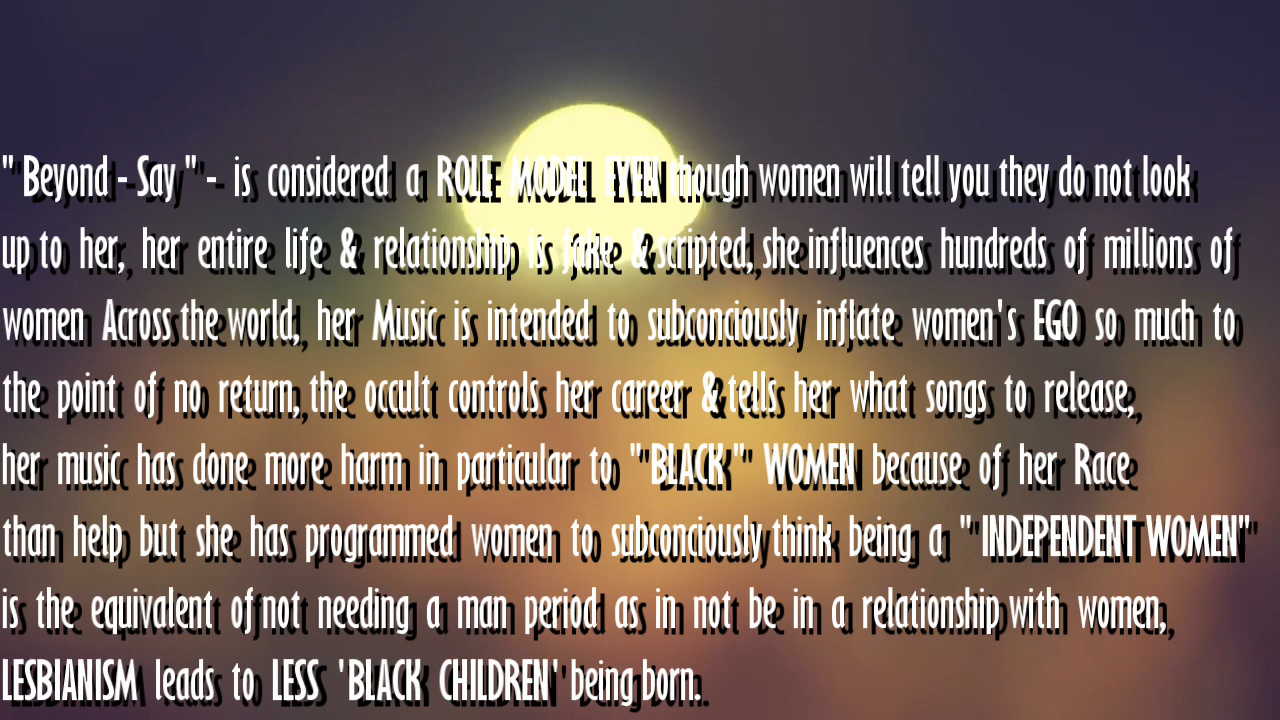 " Beyond - Say " - is considered a ROLE MODEL EVEN though women will tell you they do not look
up to her, her entire life & relationship is fake & scripted, she influences hundreds of millions of
women Across the world, her Music is intended to subconciously inflate women's EGO so much to
the point of no return, the occult controls her career & tells her what songs to release,
her music has done more harm in particular to "BLACK" WOMEN because of her Race
than help but she has programmed women to subconciously think being a "INDEPENDENT WOMEN"
is the equivalent of not needing a man period as in not be in a relationship with women,
LESBIANISM leads to LESS 'BLACK CHILDREN' being born.